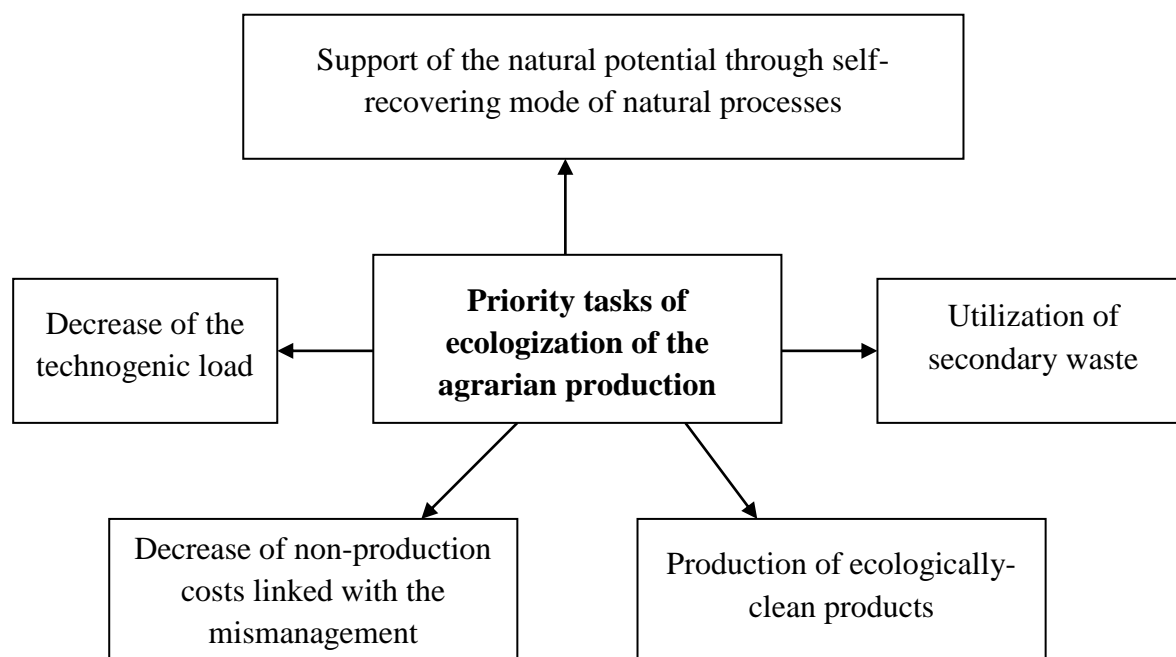 Support of the natural potential through self-
recovering mode of natural processes
Decrease of the
technogenic load
Priority tasks of
ecologization of the
agrarian production
Utilization of
secondary waste
Decrease of non-production
costs linked with the
mismanagement
Production of ecologically-
clean products